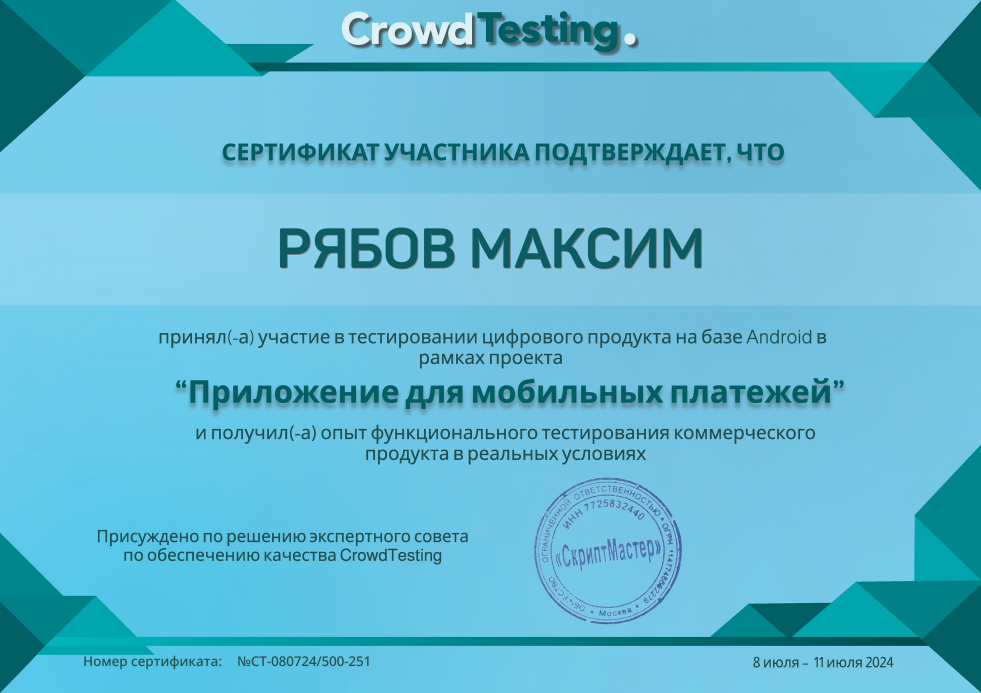 CrowdTesting.
СЕРТИФИКАТ УЧАСТНИКА ПОДТВЕРЖДАЕТ, ЧТО
РЯБОВ МАКСИМ
принял(-а) участие в тестировании цифрового продукта на базе Android в
рамках проекта
“Приложение для мобильных платежей”
и получил(-а) опыт функционального тестирования коммерческого
продукта в реальных условиях
Присуждено по решению экспертного совета
по обеспечению качества CrowdTesting
ОБЩЕСТВО С ОГРАНИЧЕННОЙ ОТВЕТСТВЕННОСТЬЮ * ОГРН
ИНН 7725832440
«СкриптМастер»
* Москва *
Номер сертификата: №CT-080724/500-251
8 июля – 11 июля 2024